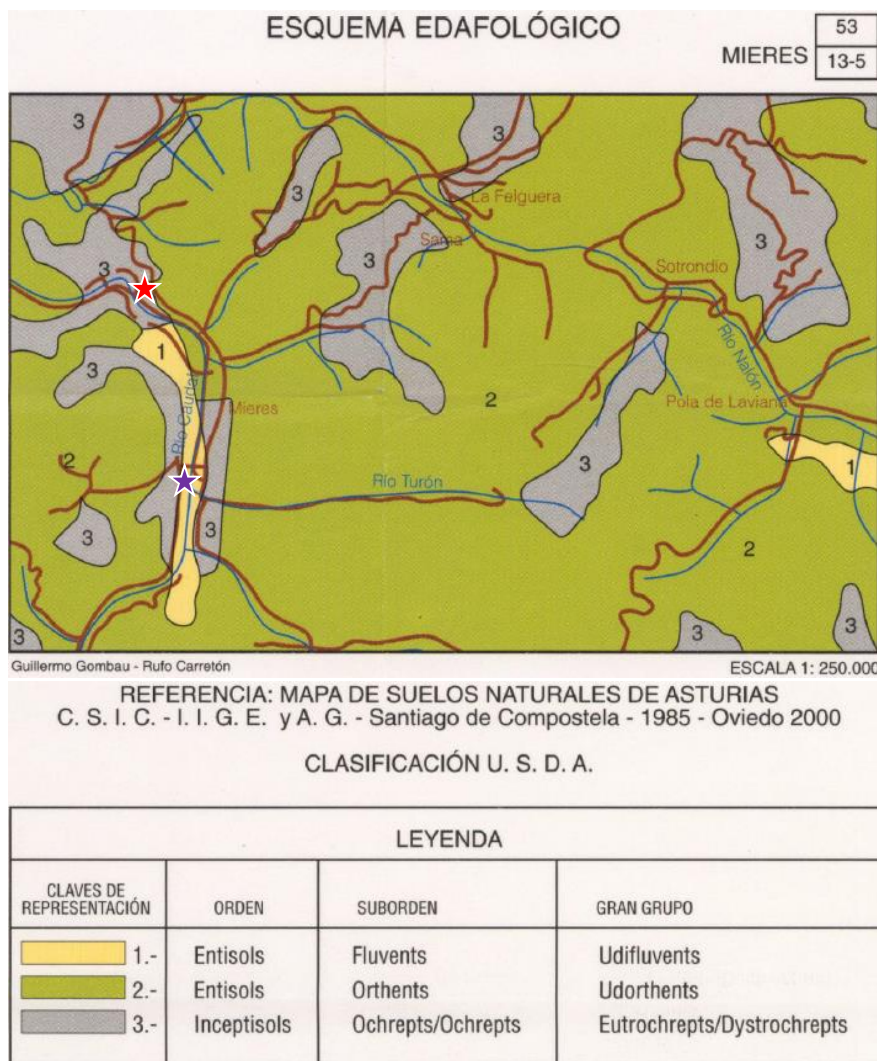 ESQUEMA EDAFOLÓGICO
MIERES
53
13-5
3
3
3
La Felguera
Sama
3
3
3
Sotrondio
1
3
Río Nalón
Río Caudal
Mieres
2
Pola de Laviana
2
3
1
Río Turón
3
3
2
3
3
3
Guillermo Gombau - Rufo Carretón
ESCALA 1: 250.000
REFERENCIA: MAPA DE SUELOS NATURALES DE ASTURIAS
C. S. I. C. - I. I. G. E. y A. G. - Santiago de Compostela - 1985 - Oviedo 2000
CLASIFICACIÓN U. S. D. A.
LEYENDA
CLAVES DE REPRESENTACIÓN
ORDEN
SUBORDEN
GRAN GRUPO
1.- Entisols Fluvents Udifluvents
2.- Entisols Orthents Udorthents
3.- Inceptisols Ochrepts/Ochrepts Eutrochrepts/Dystrochrepts